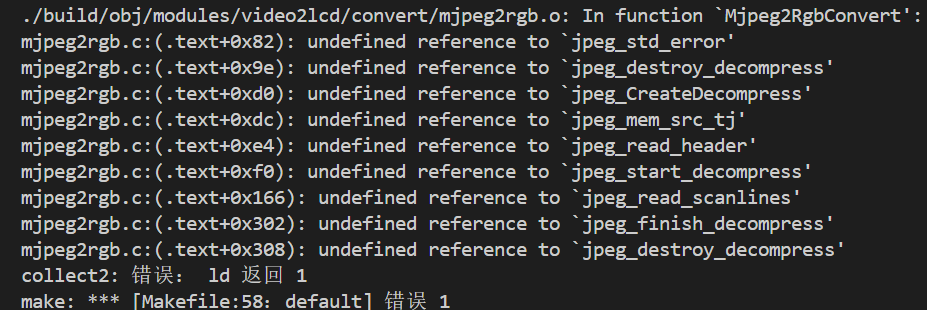 ./build/obj/modules/video2lcd/convert/mjpeg2rgb.o: In function `Mjpeg2RgbConvert':
mjpeg2rgb.c:(.text+0x82): undefined reference to `jpeg_std_error'
mjpeg2rgb.c:(.text+0x9e): undefined reference to `jpeg_destroy_decompress'
mjpeg2rgb.c:(.text+0xd0): undefined reference to `jpeg_CreateDecompress'
mjpeg2rgb.c:(.text+0xdc): undefined reference to `jpeg_mem_src_tj'
mjpeg2rgb.c:(.text+0xe4): undefined reference to `jpeg_read_header'
mjpeg2rgb.c:(.text+0xf0): undefined reference to `jpeg_start_decompress'
mjpeg2rgb.c:(.text+0x166): undefined reference to `jpeg_read_scanlines'
mjpeg2rgb.c:(.text+0x302): undefined reference to `jpeg_finish_decompress'
mjpeg2rgb.c:(.text+0x308): undefined reference to `jpeg_destroy_decompress'
collect2: 错误： ld 返回 1
make: *** [Makefile:58：default] 错误 1